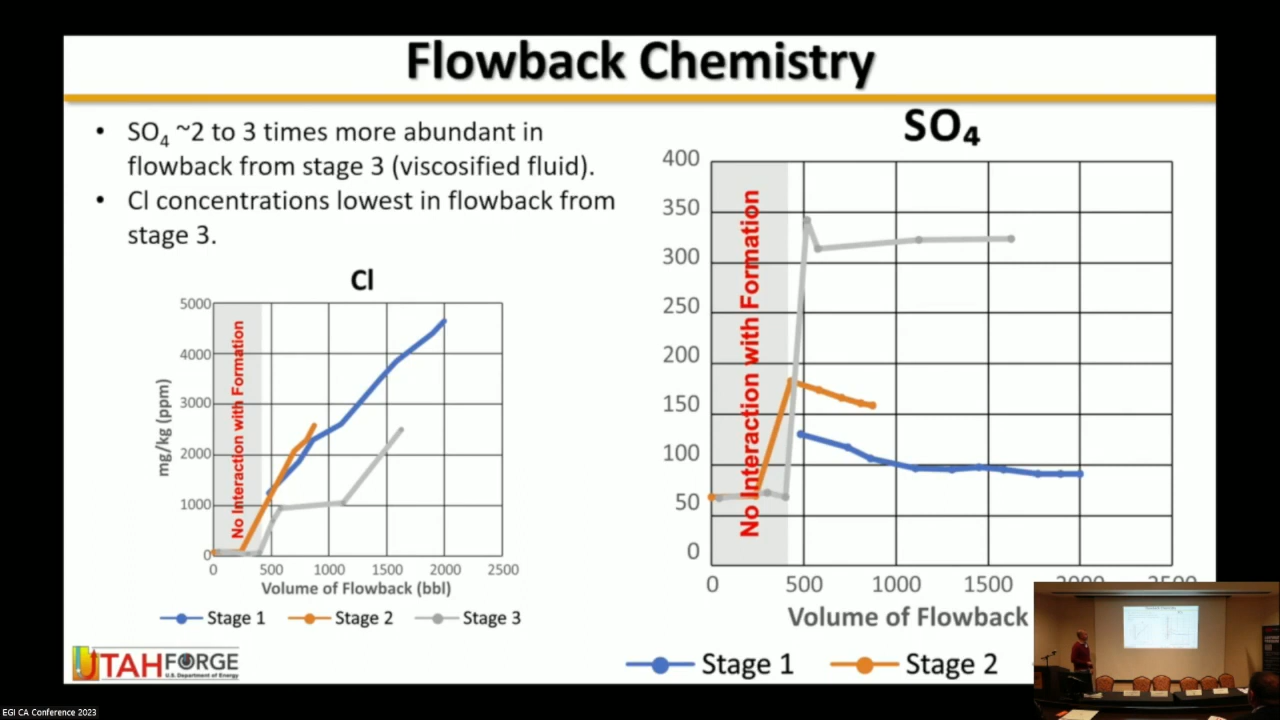 Flowback Chemistry
• SO₄ ~2 to 3 times more abundant in
flowback from stage 3 (viscosified fluid).
• Cl concentrations lowest in flowback from
stage 3.
Cl
5000
4000
3000
2000
1000
0
mg/kg (ppm)
No Interaction with Formation
0 500 1000 1500 2000 2500
Volume of Flowback (bbl)
Stage 1 Stage 2 Stage 3
SO₄
400
350
300
250
200
150
100
50
0
No Interaction with Formation
0 500 1000 1500 2000 2500
Volume of Flowback
Stage 1 Stage 2
UTAH FORGE
U.S. Department of Energy
EGI CA Conference 2023